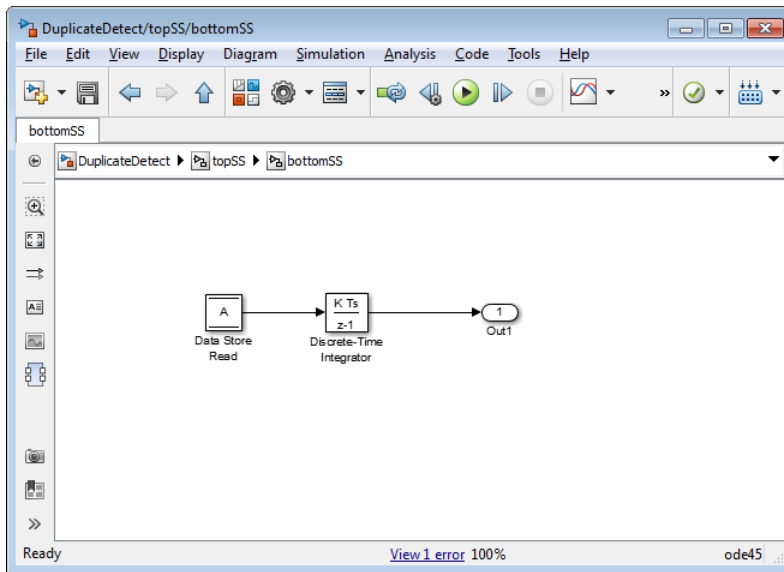 DuplicateDetect/topSS/bottomSS
File Edit View Display Diagram Simulation Analysis Code Tools Help
»
bottomSS
DuplicateDetect topSS bottomSS
A
Data Store
Read
K Ts
z-1
Discrete-Time
Integrator
1
Out1
Ready View 1 error 100% ode45